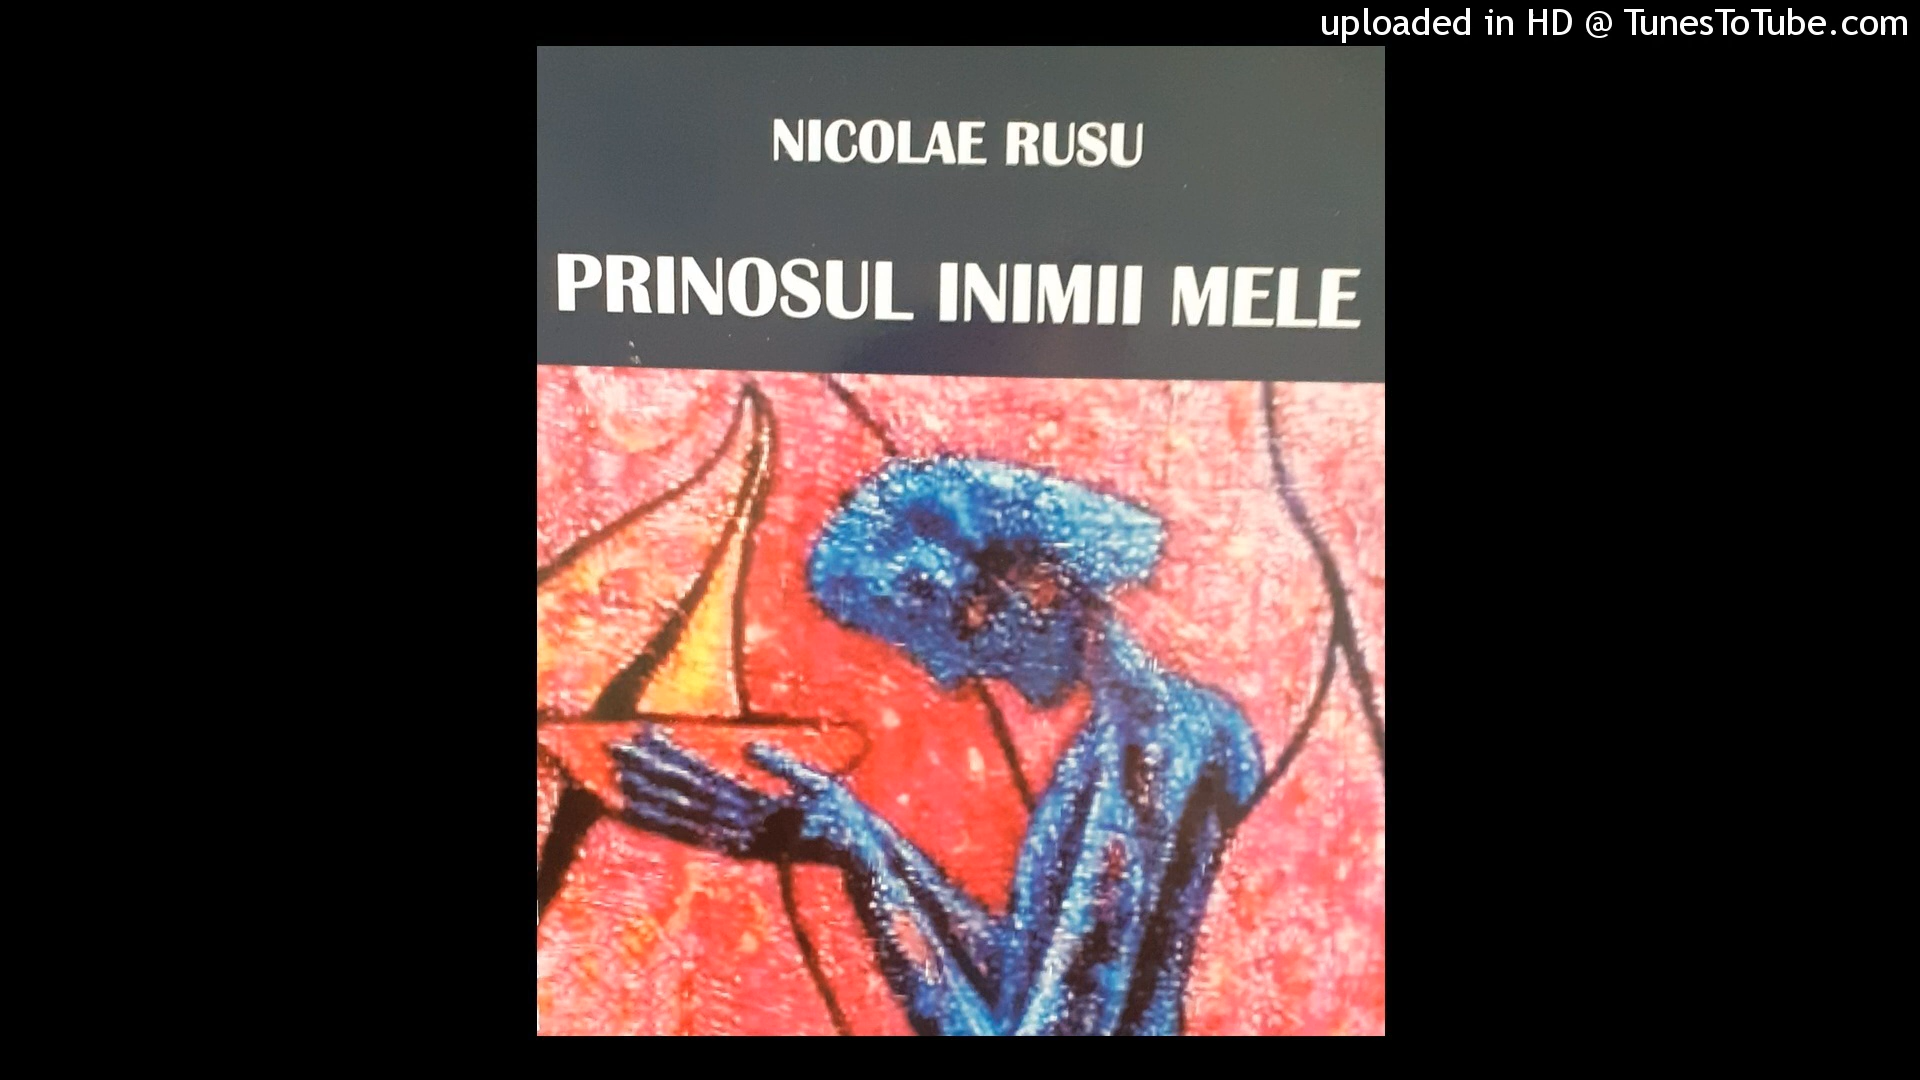 uploaded in HD @ TunesToTube.com
NICOLAE RUSU
PRINOSUL INIMII MELE